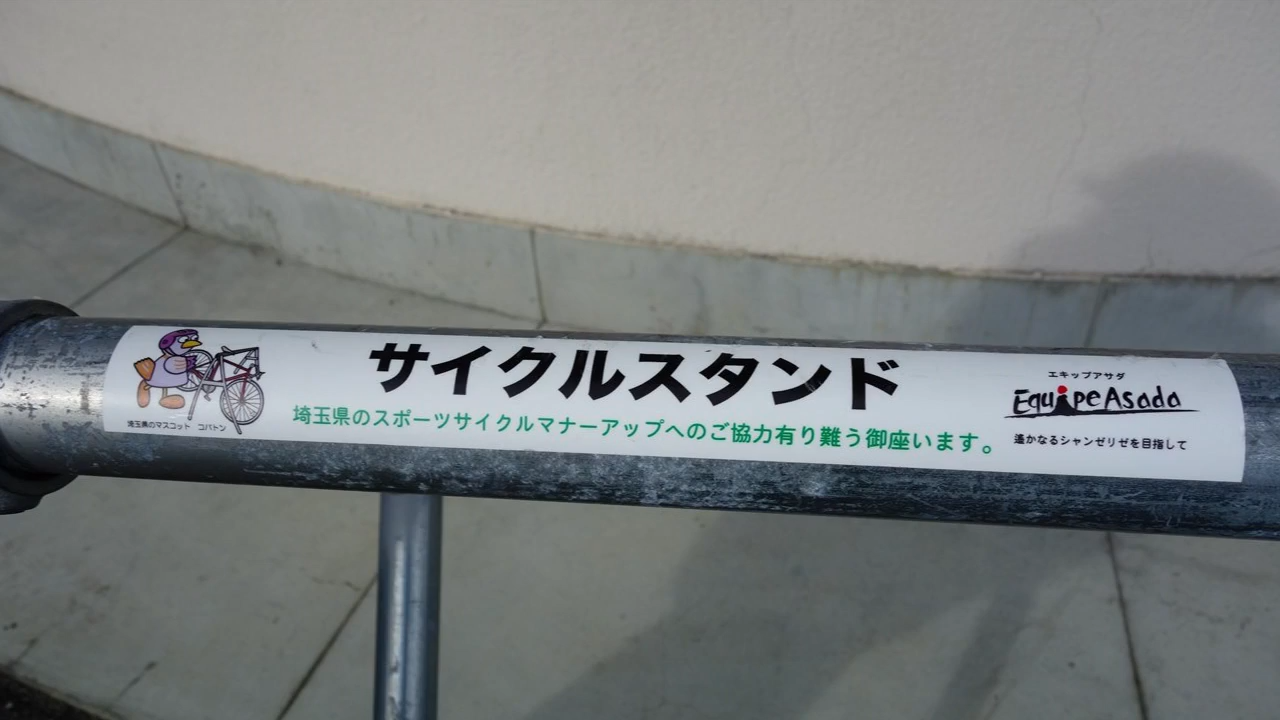 サイクルスタンド
埼玉県のスポーツサイクルマナーアップへのご協力有り難う御座います。
埼玉県のマスコット コバトン
エキップアサダ
EquipeAsada
遙かなるシャンゼリゼを目指して